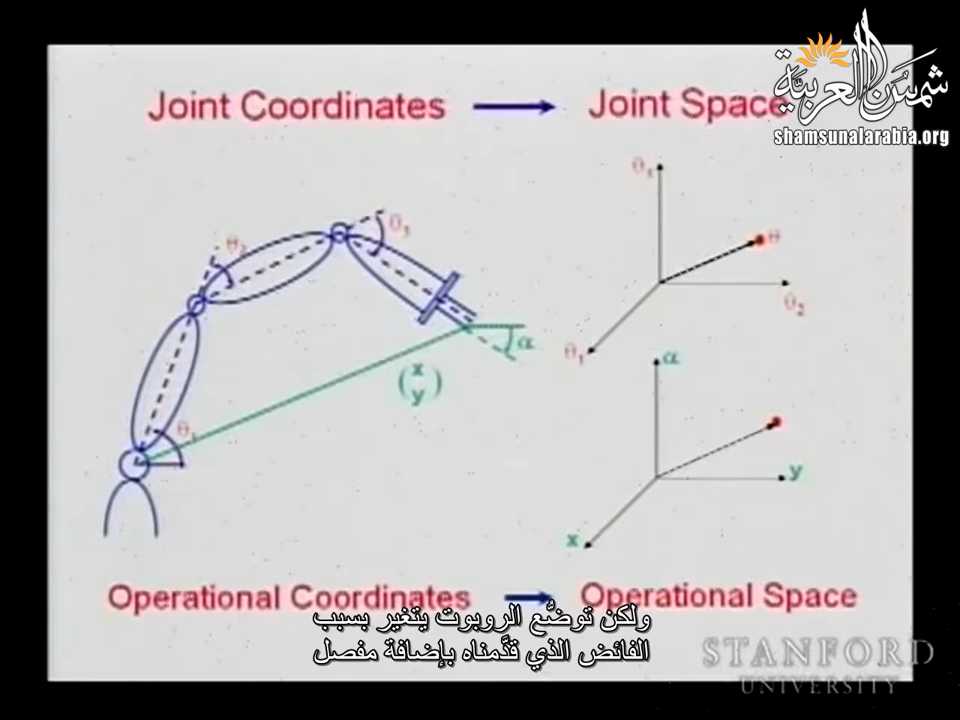 شمس العربية
shamsunalarabia.org
Joint Coordinates
Joint Space
θ₁
θ₂
θ₃
α
(x
y)
θ₃
θ
θ₂
θ₁
α
y
x
Operational Coordinates
Operational Space
ولكن توضُّع الروبوت يتغير بسبب
الفائض الذي قدَّمناه بإضافة مفصل
STANFORD
UNIVERSITY